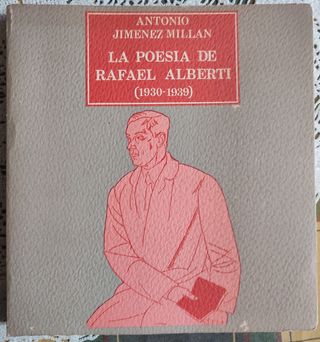 ANTONIO
JIMENEZ MILLAN
LA POESIA DE
RAFAEL ALBERTI
(1930-1939)